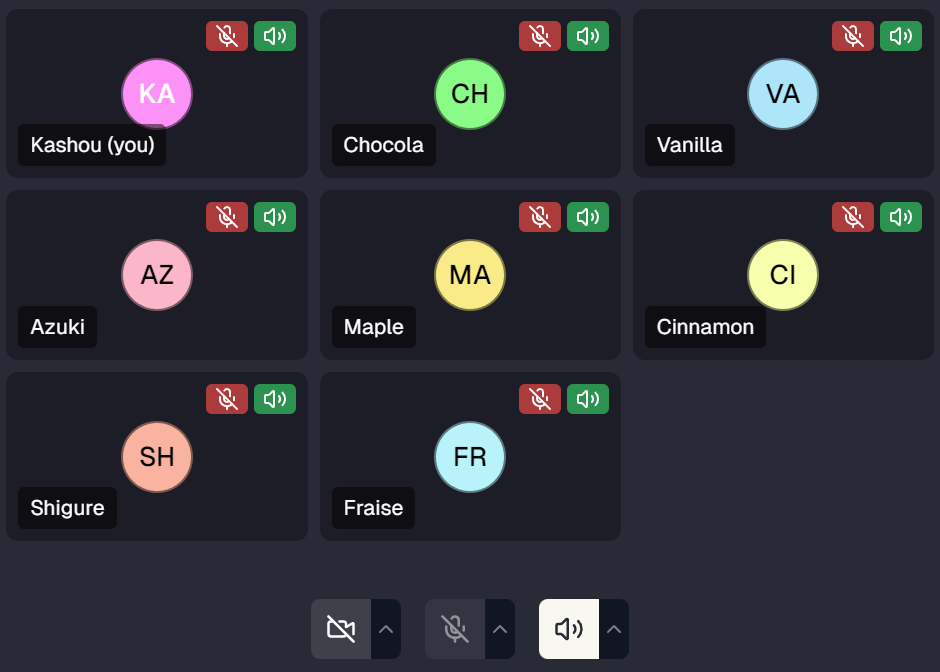 KA
Kashou (you)
CH
Chocola
VA
Vanilla
AZ
Azuki
MA
Maple
CI
Cinnamon
SH
Shigure
FR
Fraise